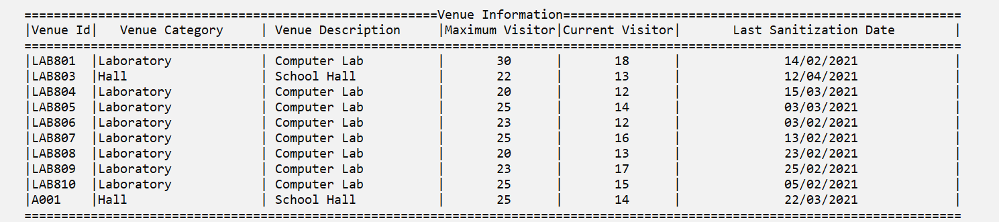 ========================================================Venue Information======================================================
|Venue Id|   Venue Category     | Venue Description     |Maximum Visitor|Current Visitor|       Last Sanitization Date        |
===============================================================================================================================
|LAB801  |Laboratory            | Computer Lab          |       30      |       18      |              14/02/2021             |
|LAB803  |Hall                  | School Hall           |       22      |       13      |              12/04/2021             |
|LAB804  |Laboratory            | Computer Lab          |       20      |       12      |              15/03/2021             |
|LAB805  |Laboratory            | Computer Lab          |       25      |       14      |              03/03/2021             |
|LAB806  |Laboratory            | Computer Lab          |       23      |       12      |              03/02/2021             |
|LAB807  |Laboratory            | Computer Lab          |       25      |       16      |              13/02/2021             |
|LAB808  |Laboratory            | Computer Lab          |       20      |       13      |              23/02/2021             |
|LAB809  |Laboratory            | Computer Lab          |       23      |       17      |              25/02/2021             |
|LAB810  |Laboratory            | Computer Lab          |       25      |       15      |              05/02/2021             |
|A001    |Hall                  | School Hall           |       25      |       14      |              22/03/2021             |
===============================================================================================================================